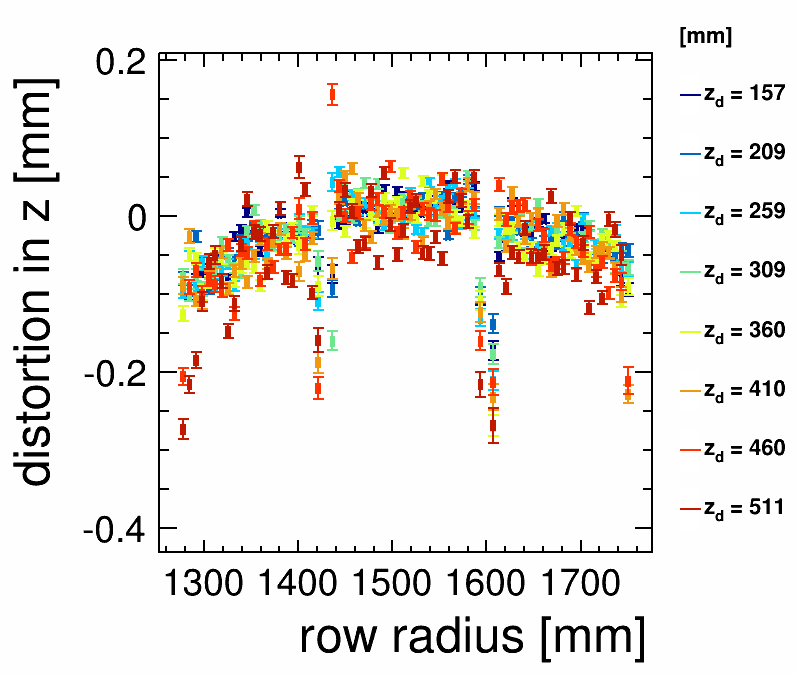 [mm]
z_d = 157
z_d = 209
z_d = 259
z_d = 309
z_d = 360
z_d = 410
z_d = 460
z_d = 511
distortion in z [mm]
0.2
0
-0.2
-0.4
1300 1400 1500 1600 1700
row radius [mm]